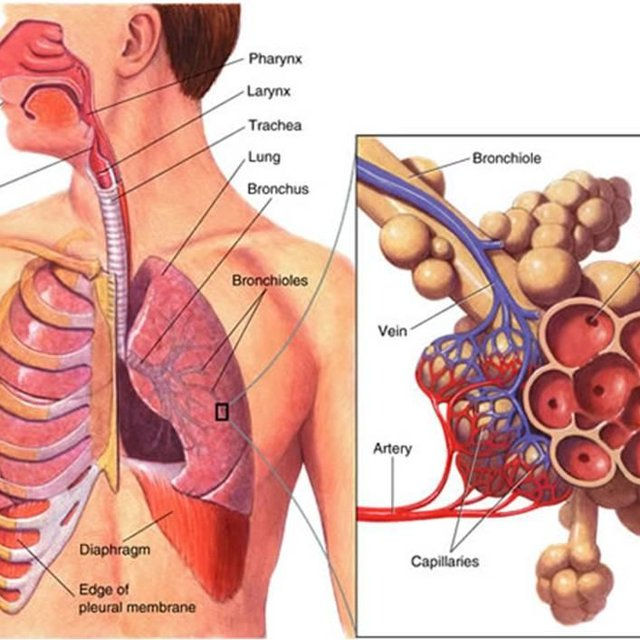 Pharynx
Larynx
Trachea
Lung
Bronchus
Bronchioles
Diaphragm
Edge of
pleural membrane
Bronchiole
Vein
Artery
Capillaries